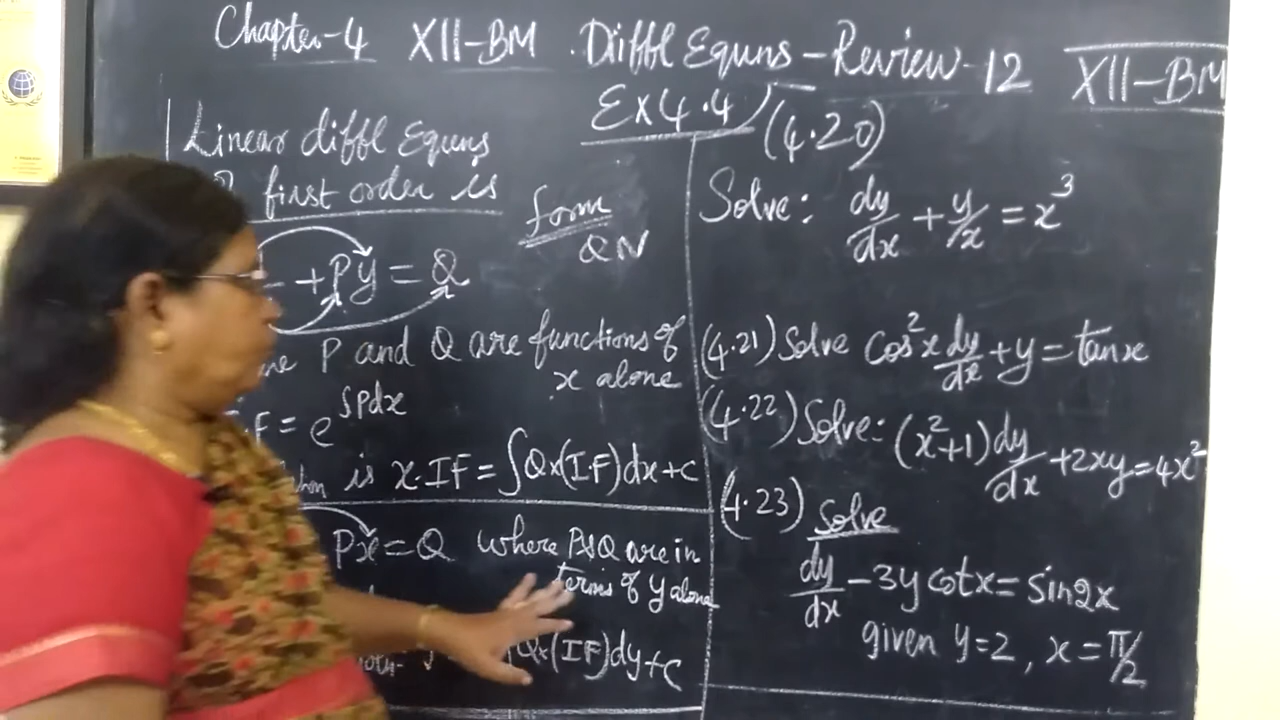 Chapter-4 XII-BM . Diffl Equns - Review-12
XII-BM
Ex 4.4
Linear diffl Equns
first order is
form
QN
+Py = Q
P and Q are functions of
x alone
F = e^∫Pdx
is x.IF = ∫Q×(I.F)dx+c
Px = Q where P&Q are in
terms of y alone
Q×(IF)dy+c
(4.20)
Solve: dy/dx + y/x = x³
(4.21) Solve cos²x dy/dx + y = tanx
(4.22) Solve: (x²+1) dy/dx + 2xy = 4x²
(4.23) Solve
dy/dx - 3y cotx = sin2x
given y=2, x = π/2